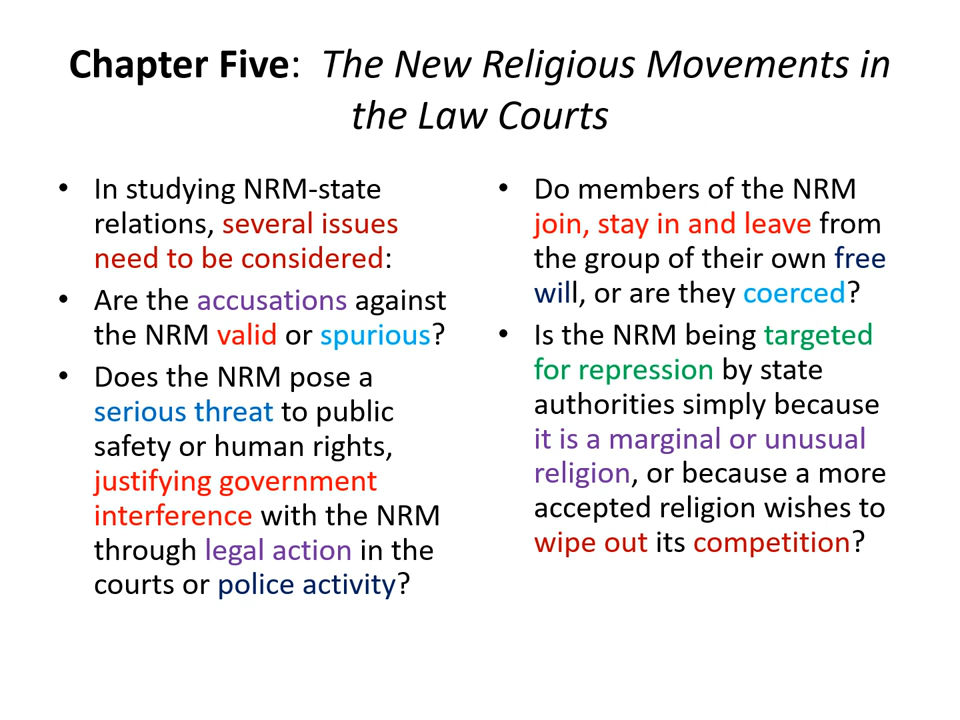 Chapter Five:  The New Religious Movements in
the Law Courts
• In studying NRM-state
relations, several issues
need to be considered:
• Are the accusations against
the NRM valid or spurious?
• Does the NRM pose a
serious threat to public
safety or human rights,
justifying government
interference with the NRM
through legal action in the
courts or police activity?
• Do members of the NRM
join, stay in and leave from
the group of their own free
will, or are they coerced?
• Is the NRM being targeted
for repression by state
authorities simply because
it is a marginal or unusual
religion, or because a more
accepted religion wishes to
wipe out its competition?